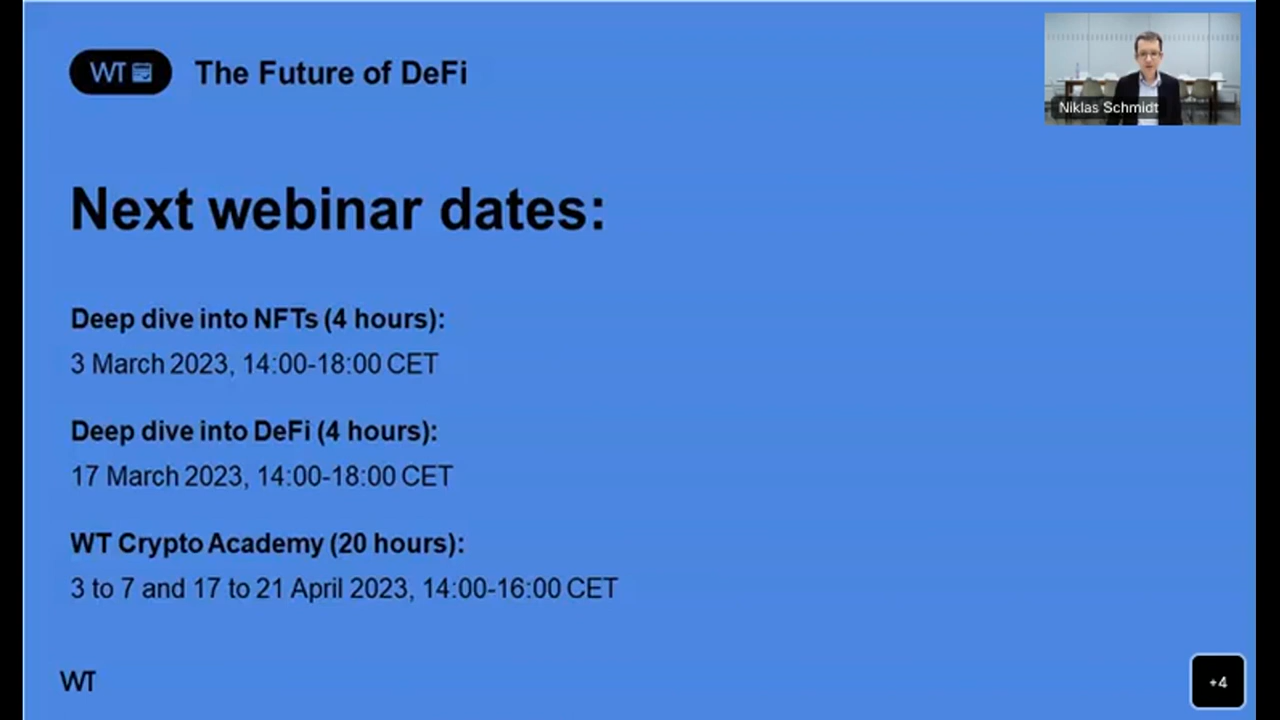 WT The Future of DeFi
Niklas Schmidt
Next webinar dates:
Deep dive into NFTs (4 hours):
3 March 2023, 14:00-18:00 CET
Deep dive into DeFi (4 hours):
17 March 2023, 14:00-18:00 CET
WT Crypto Academy (20 hours):
3 to 7 and 17 to 21 April 2023, 14:00-16:00 CET
WT
+4